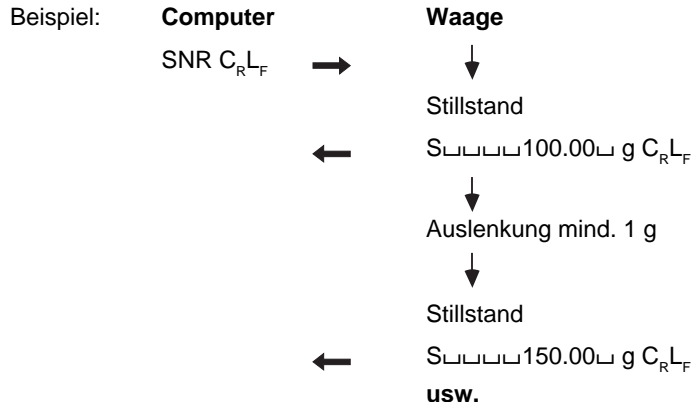 Beispiel: Computer Waage
SNR CRLF
Stillstand
S␣␣␣␣␣100.00␣ g CRLF
Auslenkung mind. 1 g
Stillstand
S␣␣␣␣␣150.00␣ g CRLF
usw.